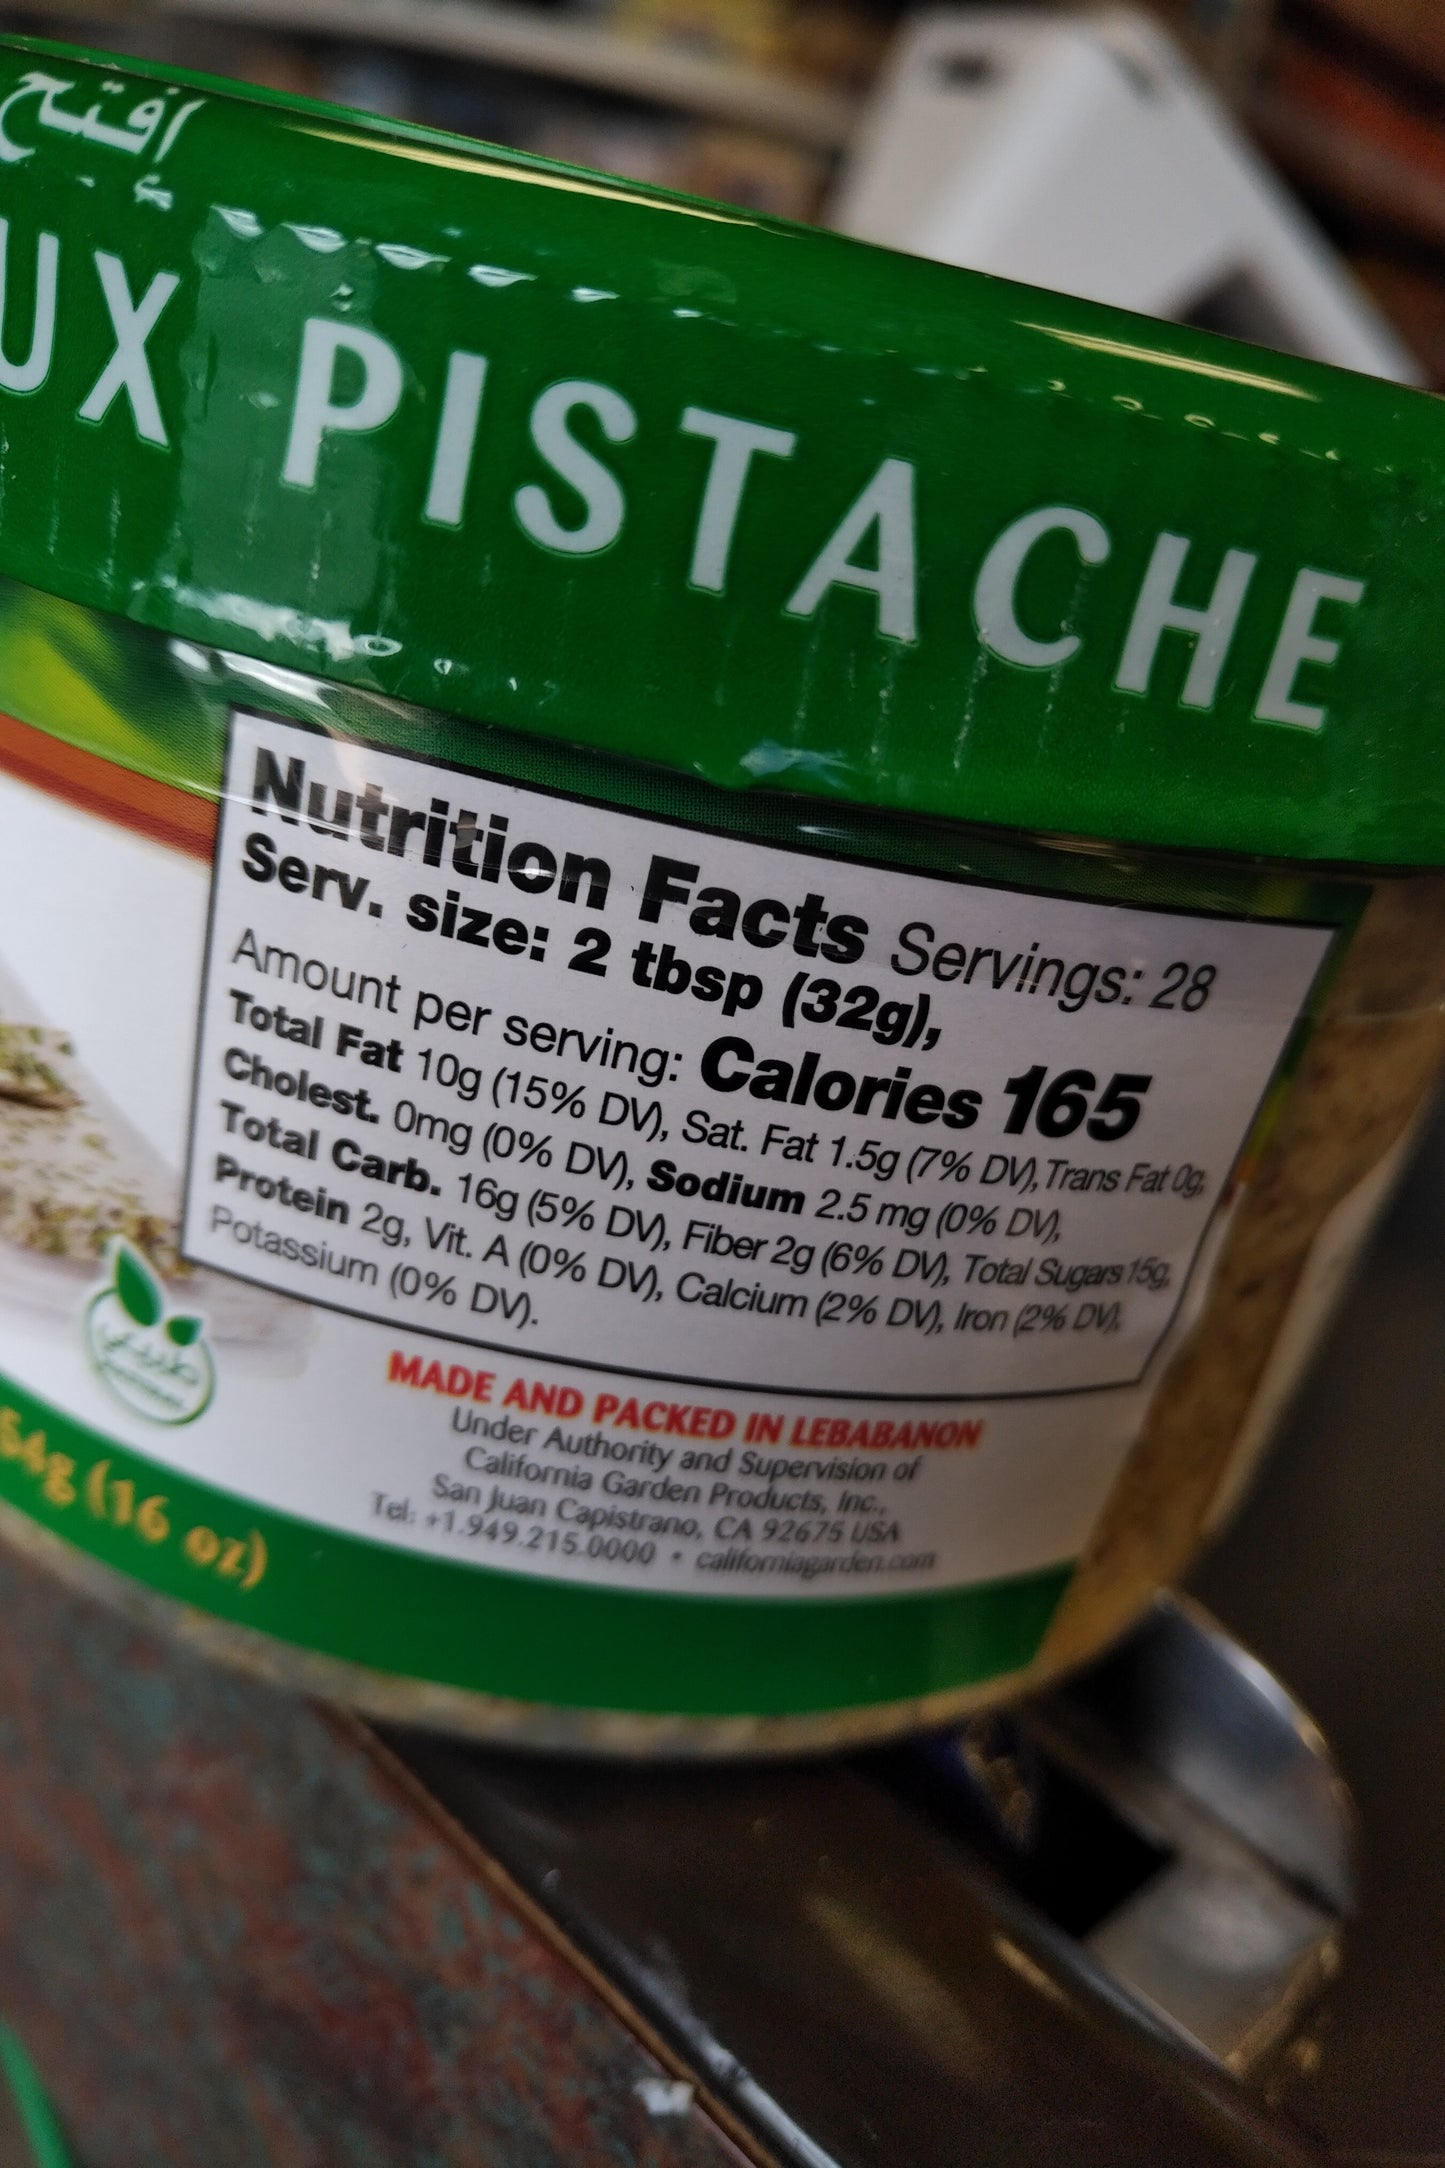 افتح
UX PISTACHE
Nutrition Facts Servings: 28
Serv. size: 2 tbsp (32g),
Amount per serving: Calories 165
Total Fat 10g (15% DV), Sat. Fat 1.5g (7% DV), Trans Fat 0g,
Cholest. 0mg (0% DV), Sodium 2.5 mg (0% DV),
Total Carb. 16g (5% DV), Fiber 2g (6% DV), Total Sugars 15g,
Protein 2g, Vit. A (0% DV), Calcium (2% DV), Iron (2% DV),
Potassium (0% DV).
MADE AND PACKED IN LEBABANON
Under Authority and Supervision of
California Garden Products, Inc.,
San Juan Capistrano, CA 92675 USA
Tel: +1.949.215.0000 • californiagarden.com
طبيعي
54g (16 oz)